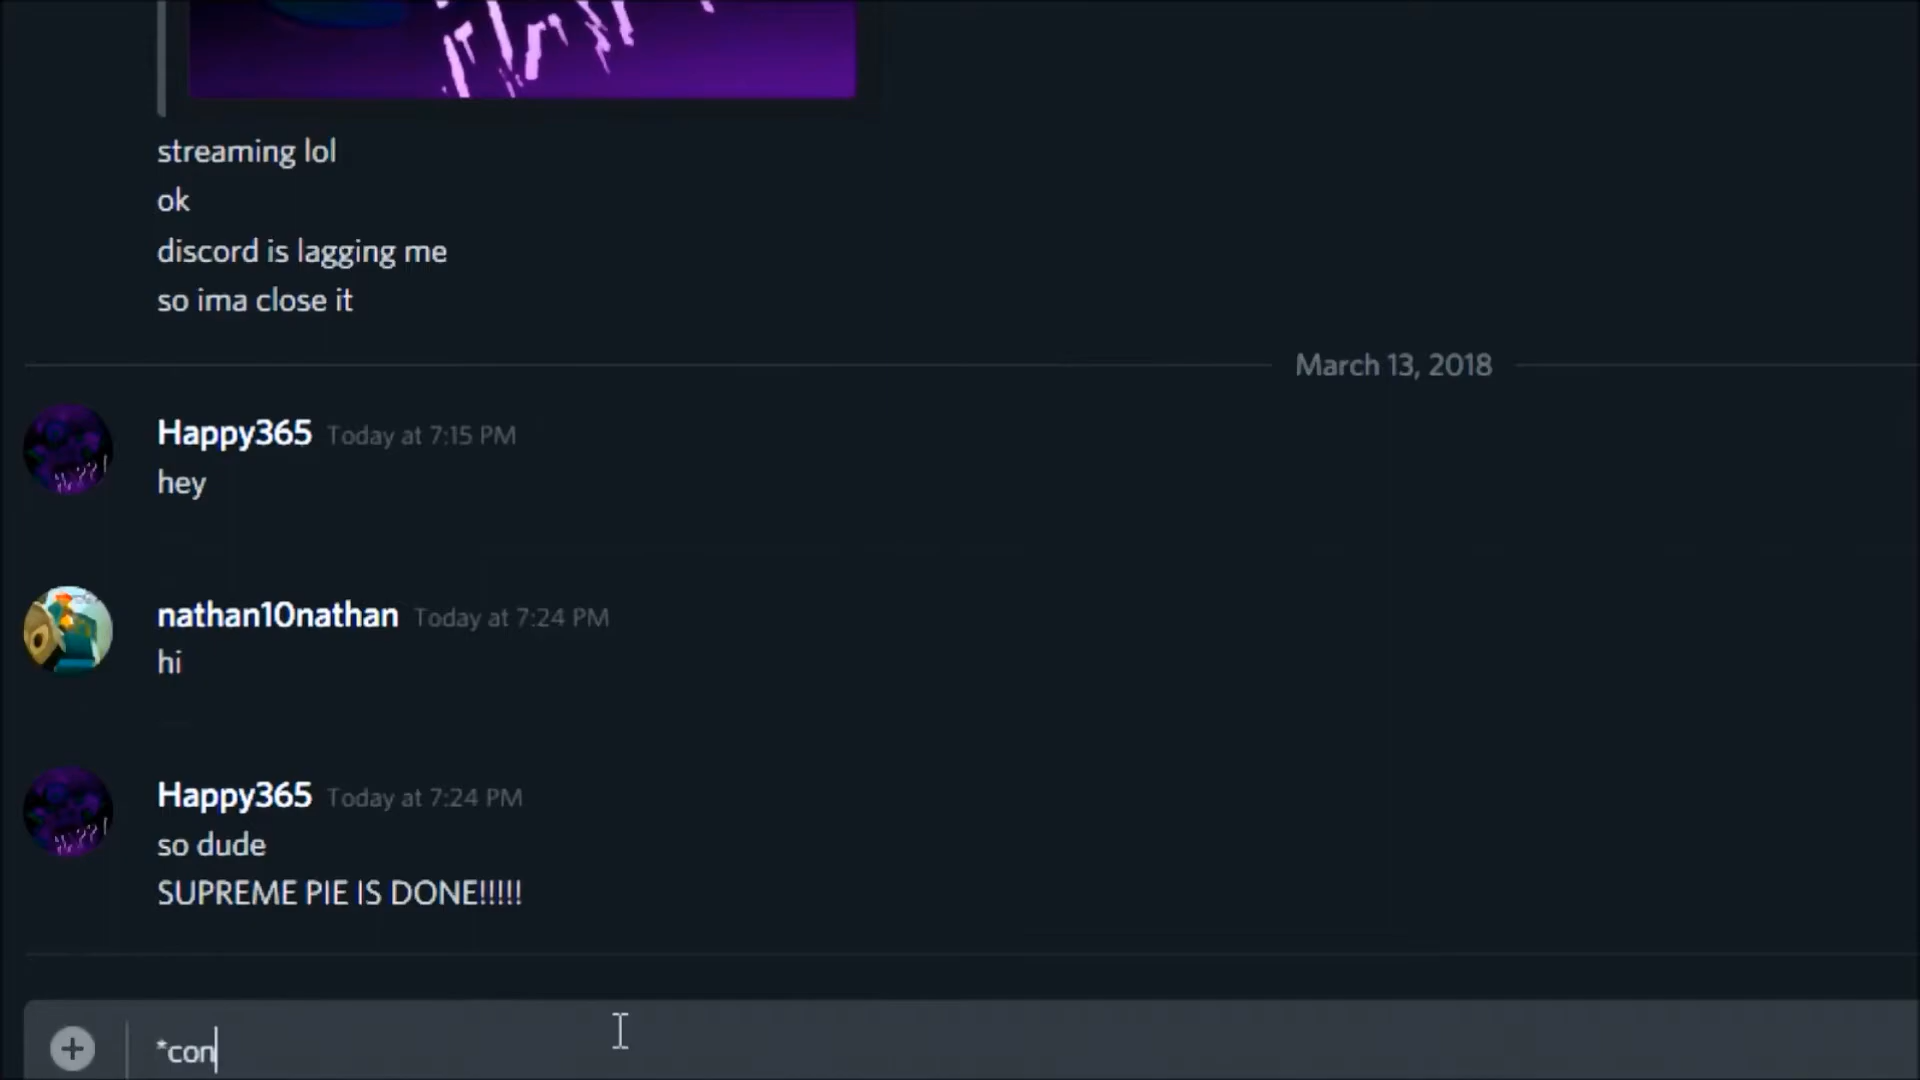 streaming lol
ok
discord is lagging me
so ima close it
March 13, 2018
Happy365 Today at 7:15 PM
hey
nathan10nathan Today at 7:24 PM
hi
Happy365 Today at 7:24 PM
so dude
SUPREME PIE IS DONE!!!!!
*con